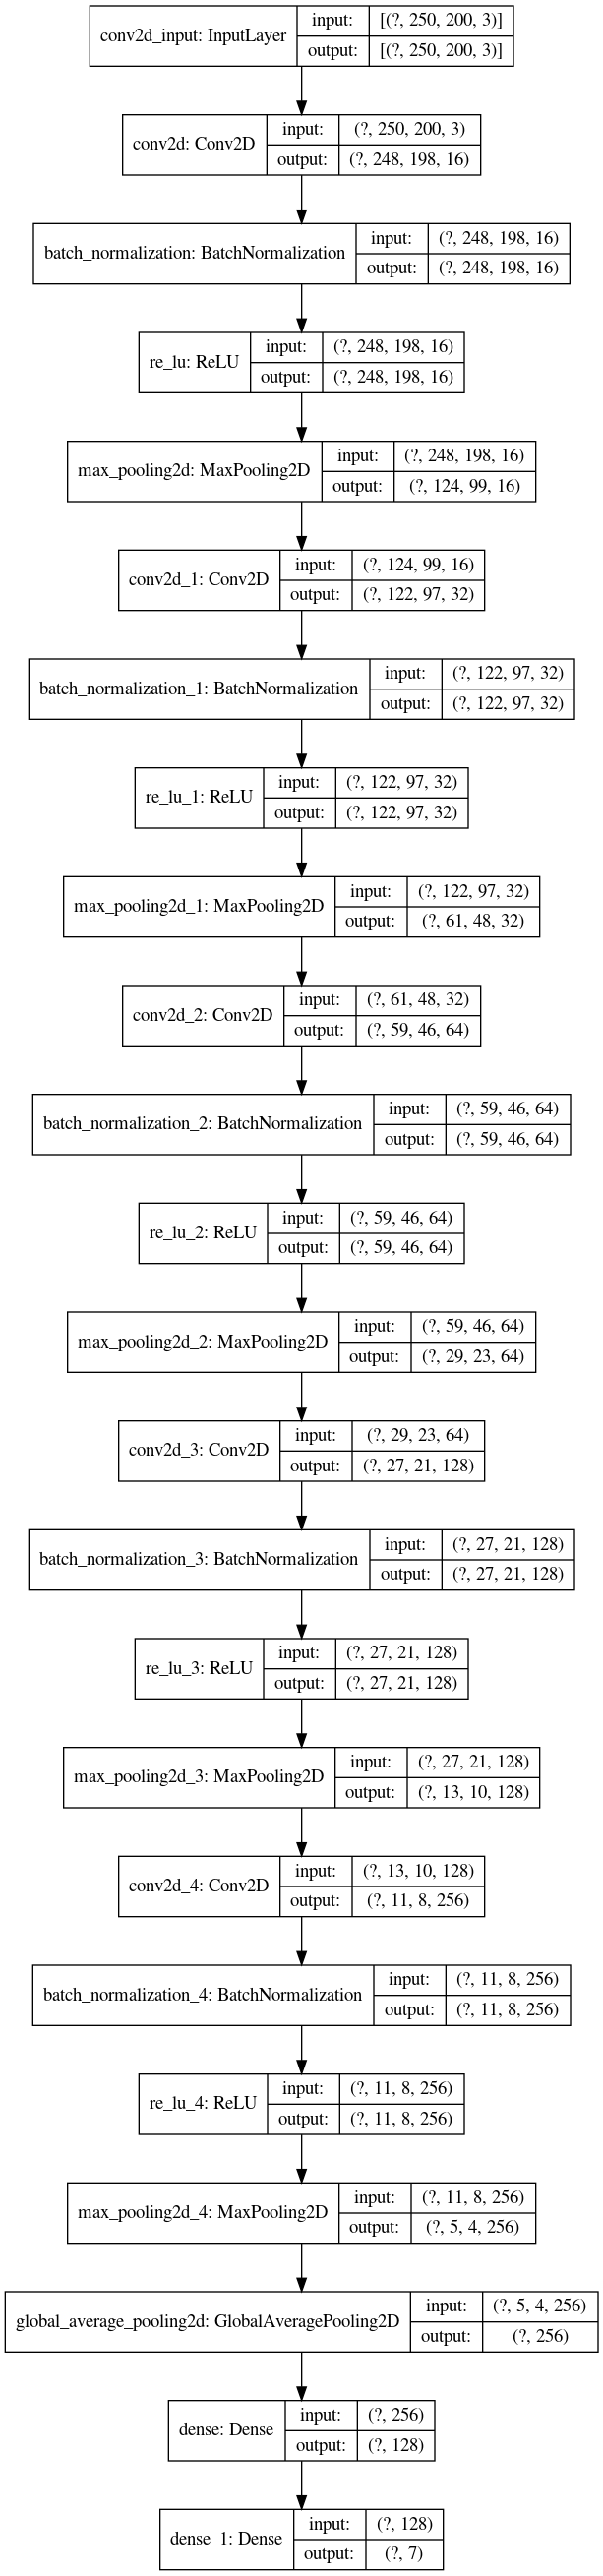 conv2d_input: InputLayer
input: [(?, 250, 200, 3)]
output: [(?, 250, 200, 3)]
conv2d: Conv2D
input: (?, 250, 200, 3)
output: (?, 248, 198, 16)
batch_normalization: BatchNormalization
input: (?, 248, 198, 16)
output: (?, 248, 198, 16)
re_lu: ReLU
input: (?, 248, 198, 16)
output: (?, 248, 198, 16)
max_pooling2d: MaxPooling2D
input: (?, 248, 198, 16)
output: (?, 124, 99, 16)
conv2d_1: Conv2D
input: (?, 124, 99, 16)
output: (?, 122, 97, 32)
batch_normalization_1: BatchNormalization
input: (?, 122, 97, 32)
output: (?, 122, 97, 32)
re_lu_1: ReLU
input: (?, 122, 97, 32)
output: (?, 122, 97, 32)
max_pooling2d_1: MaxPooling2D
input: (?, 122, 97, 32)
output: (?, 61, 48, 32)
conv2d_2: Conv2D
input: (?, 61, 48, 32)
output: (?, 59, 46, 64)
batch_normalization_2: BatchNormalization
input: (?, 59, 46, 64)
output: (?, 59, 46, 64)
re_lu_2: ReLU
input: (?, 59, 46, 64)
output: (?, 59, 46, 64)
max_pooling2d_2: MaxPooling2D
input: (?, 59, 46, 64)
output: (?, 29, 23, 64)
conv2d_3: Conv2D
input: (?, 29, 23, 64)
output: (?, 27, 21, 128)
batch_normalization_3: BatchNormalization
input: (?, 27, 21, 128)
output: (?, 27, 21, 128)
re_lu_3: ReLU
input: (?, 27, 21, 128)
output: (?, 27, 21, 128)
max_pooling2d_3: MaxPooling2D
input: (?, 27, 21, 128)
output: (?, 13, 10, 128)
conv2d_4: Conv2D
input: (?, 13, 10, 128)
output: (?, 11, 8, 256)
batch_normalization_4: BatchNormalization
input: (?, 11, 8, 256)
output: (?, 11, 8, 256)
re_lu_4: ReLU
input: (?, 11, 8, 256)
output: (?, 11, 8, 256)
max_pooling2d_4: MaxPooling2D
input: (?, 11, 8, 256)
output: (?, 5, 4, 256)
global_average_pooling2d: GlobalAveragePooling2D
input: (?, 5, 4, 256)
output: (?, 256)
dense: Dense
input: (?, 256)
output: (?, 128)
dense_1: Dense
input: (?, 128)
output: (?, 7)